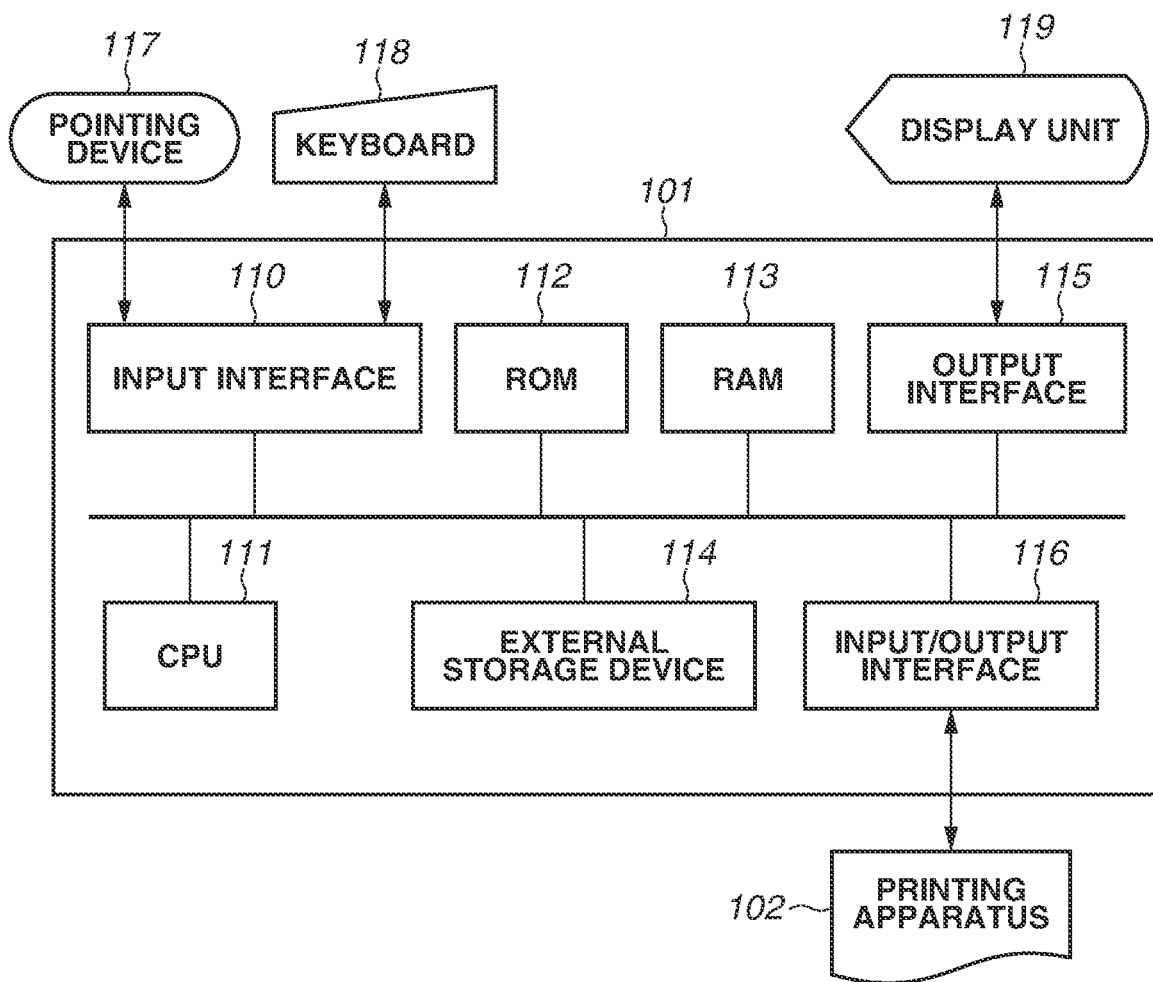 117
118
119
POINTING
DEVICE
KEYBOARD
DISPLAY UNIT
101
110
112
113
115
INPUT INTERFACE
ROM
RAM
OUTPUT
INTERFACE
111
114
116
CPU
EXTERNAL
STORAGE DEVICE
INPUT/OUTPUT
INTERFACE
102
PRINTING
APPARATUS